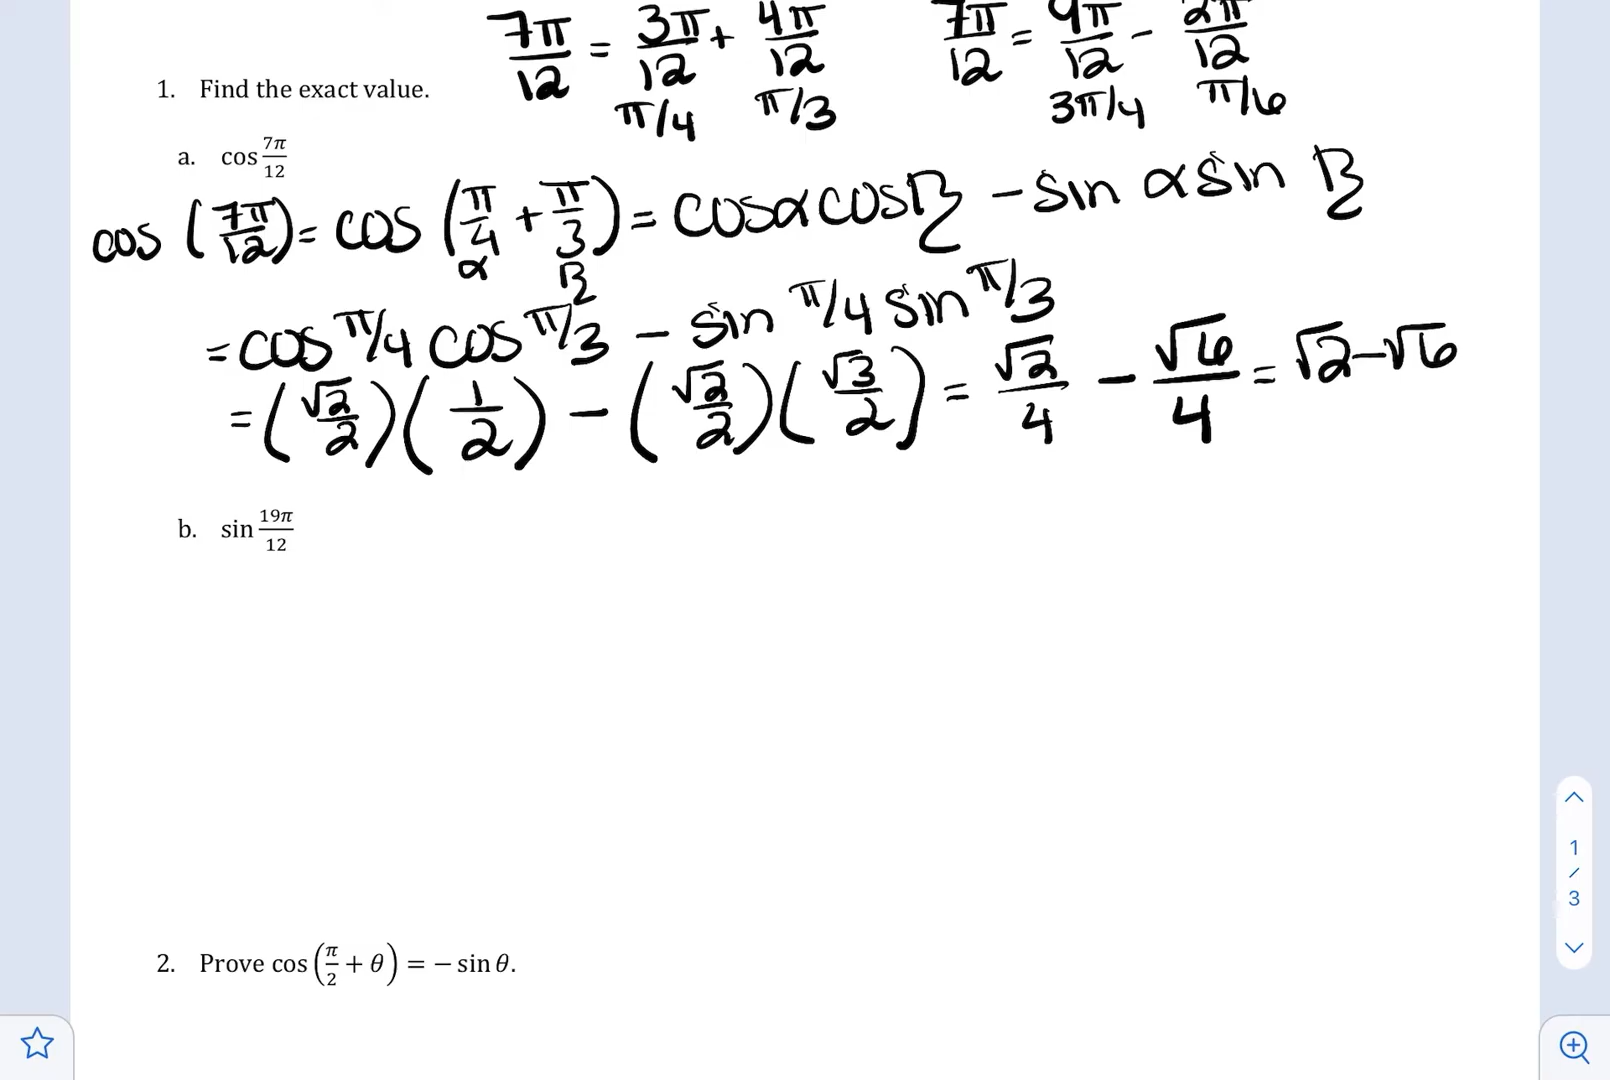 7π/12 = 3π/12 + 4π/12
π/4 π/3
7π/12 = 9π/12 - 2π/12
3π/4 π/6
1. Find the exact value.
a. cos 7π/12
cos (7π/12) = cos (π/4 + π/3) = cosα cosβ - sin α sin β
α β
= cos π/4 cos π/3 - sin π/4 sin π/3
= (√2/2)(1/2) - (√2/2)(√3/2) = √2/4 - √6/4 = √2-√6
b. sin 19π/12
2. Prove cos(π/2 + θ) = − sin θ.
1
/
3